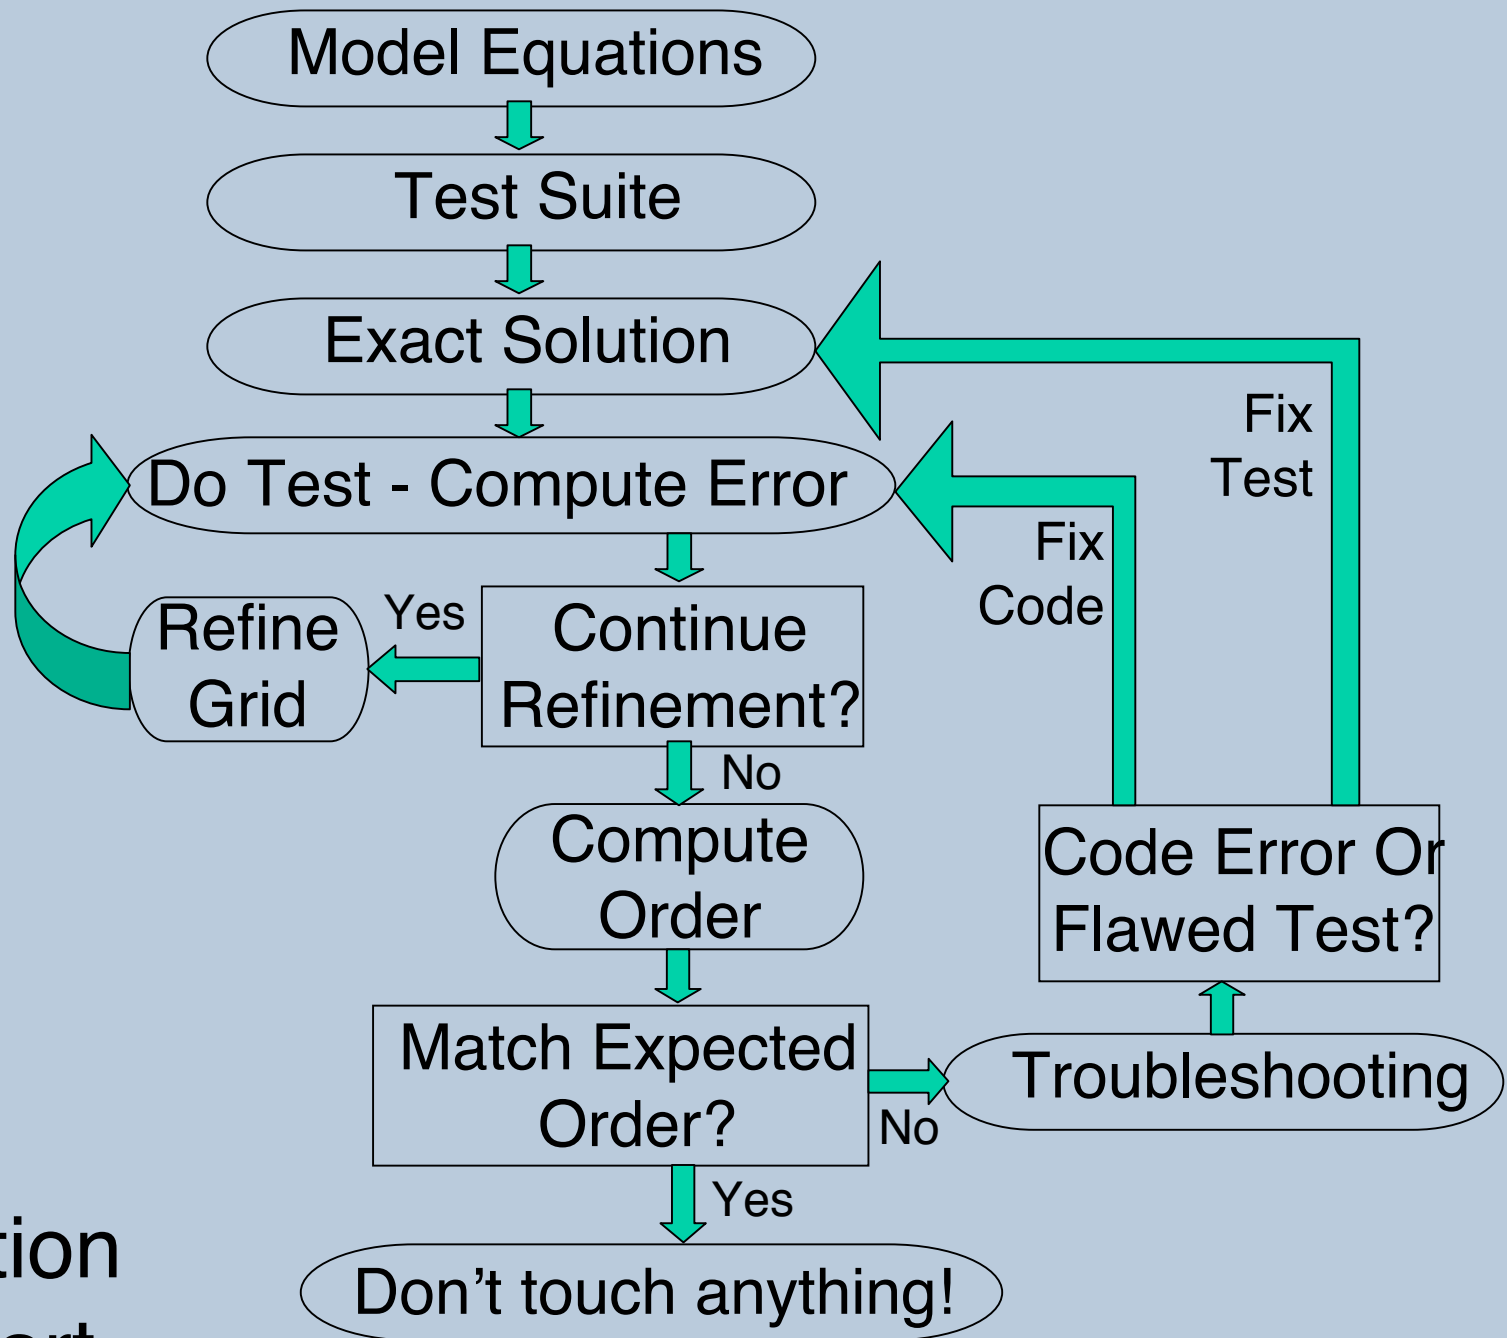 Model Equations
Test Suite
Exact Solution
Fix
Test
Do Test - Compute Error
Fix
Code
Refine
Grid
Yes
Continue
Refinement?
No
Compute
Order
Code Error Or
Flawed Test?
Match Expected
Order?
No
Troubleshooting
Yes
Don't touch anything!